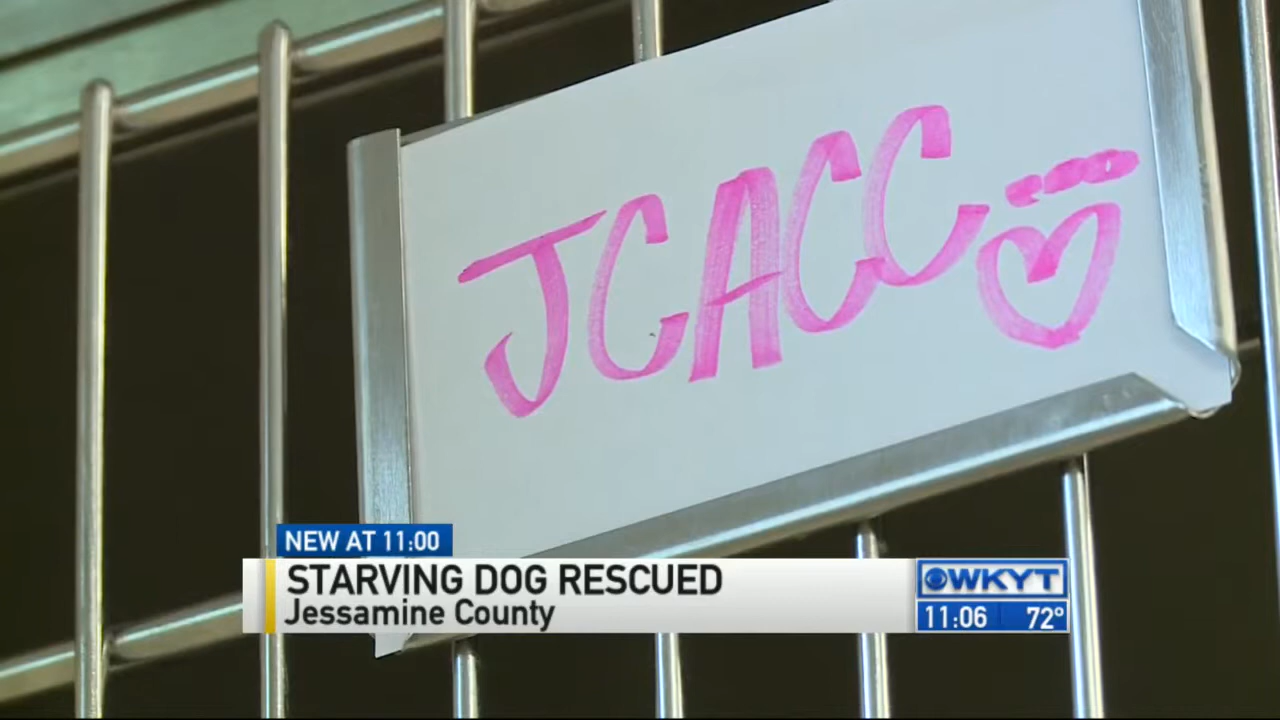 JCACC
NEW AT 11:00
STARVING DOG RESCUED
Jessamine County
WKYT
11:06 72°